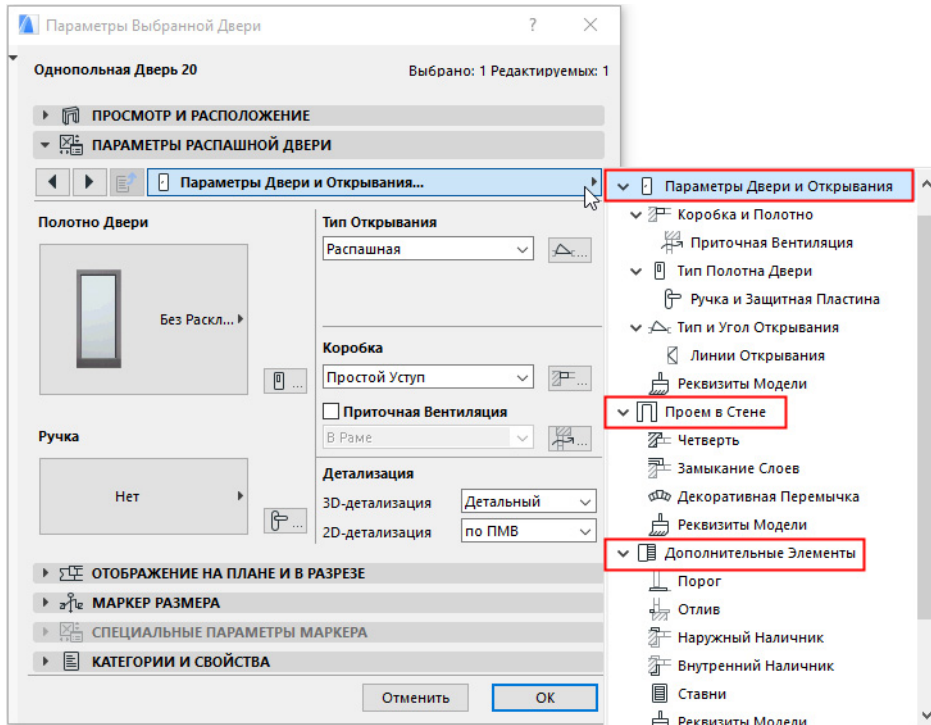 Параметры Выбранной Двери
?
Однопольная Дверь 20
Выбрано: 1 Редактируемых: 1
ПРОСМОТР И РАСПОЛОЖЕНИЕ
ПАРАМЕТРЫ РАСПАШНОЙ ДВЕРИ
Параметры Двери и Открывания...
Полотно Двери
Без Раскл...
...
Ручка
Нет
...
Тип Открывания
Распашная
...
Коробка
Простой Уступ
...
Приточная Вентиляция
В Раме
...
Детализация
3D-детализация
Детальный
2D-детализация
по ПМВ
ОТОБРАЖЕНИЕ НА ПЛАНЕ И В РАЗРЕЗЕ
МАРКЕР РАЗМЕРА
СПЕЦИАЛЬНЫЕ ПАРАМЕТРЫ МАРКЕРА
КАТЕГОРИИ И СВОЙСТВА
Отменить
ОК
Параметры Двери и Открывания
Коробка и Полотно
Приточная Вентиляция
Тип Полотна Двери
Ручка и Защитная Пластина
Тип и Угол Открывания
Линии Открывания
Реквизиты Модели
Проем в Стене
Четверть
Замыкание Слоев
Декоративная Перемычка
Реквизиты Модели
Дополнительные Элементы
Порог
Отлив
Наружный Наличник
Внутренний Наличник
Ставни
Реквизиты Модели